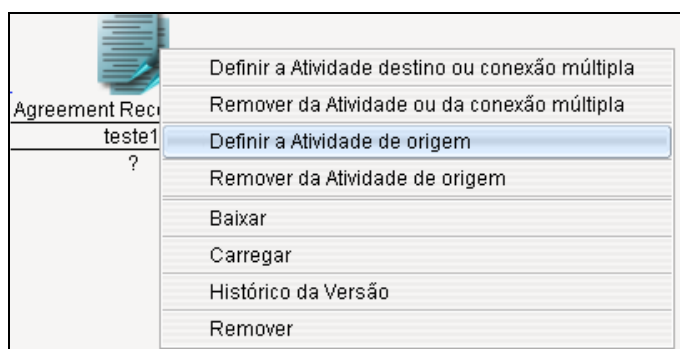 Definir a Atividade destino ou conexão múltipla
Remover da Atividade ou da conexão múltipla
Definir a Atividade de origem
Remover da Atividade de origem
Baixar
Carregar
Histórico da Versão
Remover
Agreement
teste1
?